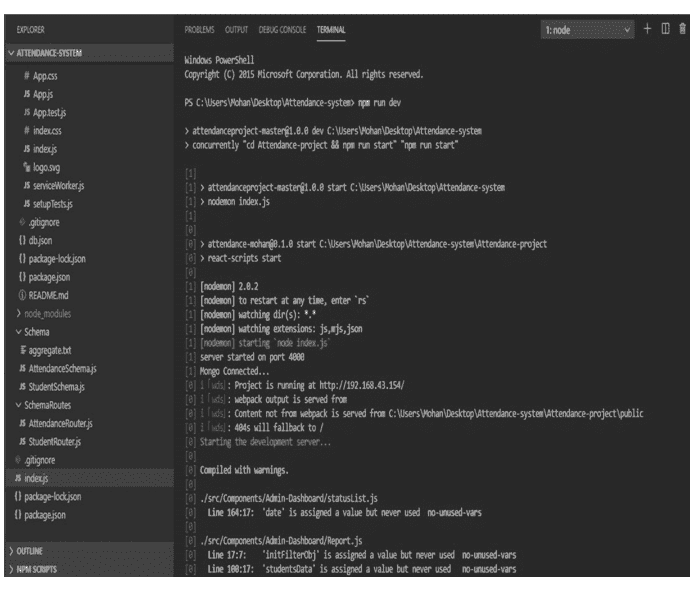 EXPLORER
ATTENDANCE-SYSTEM
# App.css
JS App.js
JS App.test.js
# index.css
JS index.js
logo.svg
JS serviceWorker.js
JS setupTests.js
.gitignore
{} db.json
{} package-lock.json
{} package.json
README.md
node_modules
Schema
aggregate.txt
JS AttendanceSchema.js
JS StudentSchema.js
SchemaRoutes
JS AttendanceRouter.js
JS StudentRouter.js
.gitignore
JS index.js
{} package-lock.json
{} package.json
OUTLINE
NPM SCRIPTS
PROBLEMS OUTPUT DEBUG CONSOLE TERMINAL
1: node
Windows PowerShell
Copyright (C) 2015 Microsoft Corporation. All rights reserved.
PS C:\Users\Mohan\Desktop\Attendance-system> npm run dev
> attendanceproject-master@1.0.0 dev C:\Users\Mohan\Desktop\Attendance-system
> concurrently "cd Attendance-project && npm run start" "npm run start"
[1]
[1] > attendanceproject-master@1.0.0 start C:\Users\Mohan\Desktop\Attendance-system
[1] > nodemon index.js
[1]
[0]
[0] > attendance-mohan@0.1.0 start C:\Users\Mohan\Desktop\Attendance-system\Attendance-project
[0] > react-scripts start
[0]
[1] [nodemon] 2.0.2
[1] [nodemon] to restart at any time, enter `rs`
[1] [nodemon] watching dir(s): *.*
[1] [nodemon] watching extensions: js,mjs,json
[1] [nodemon] starting `node index.js`
[1] server started on port 4000
[1] Mongo Connected...
[0] i ｢wds｣: Project is running at http://192.168.43.154/
[0] i ｢wds｣: webpack output is served from
[0] i ｢wds｣: Content not from webpack is served from C:\Users\Mohan\Desktop\Attendance-system\Attendance-project\public
[0] i ｢wds｣: 404s will fallback to /
[0] Starting the development server...
[0]
[0] Compiled with warnings.
[0]
[0] ./src/Components/Admin-Dashboard/statusList.js
[0] Line 164:17: 'date' is assigned a value but never used no-unused-vars
[0]
[0] ./src/Components/Admin-Dashboard/Report.js
[0] Line 17:7: 'initFilterObj' is assigned a value but never used no-unused-vars
[0] Line 100:17: 'studentsData' is assigned a value but never used no-unused-vars